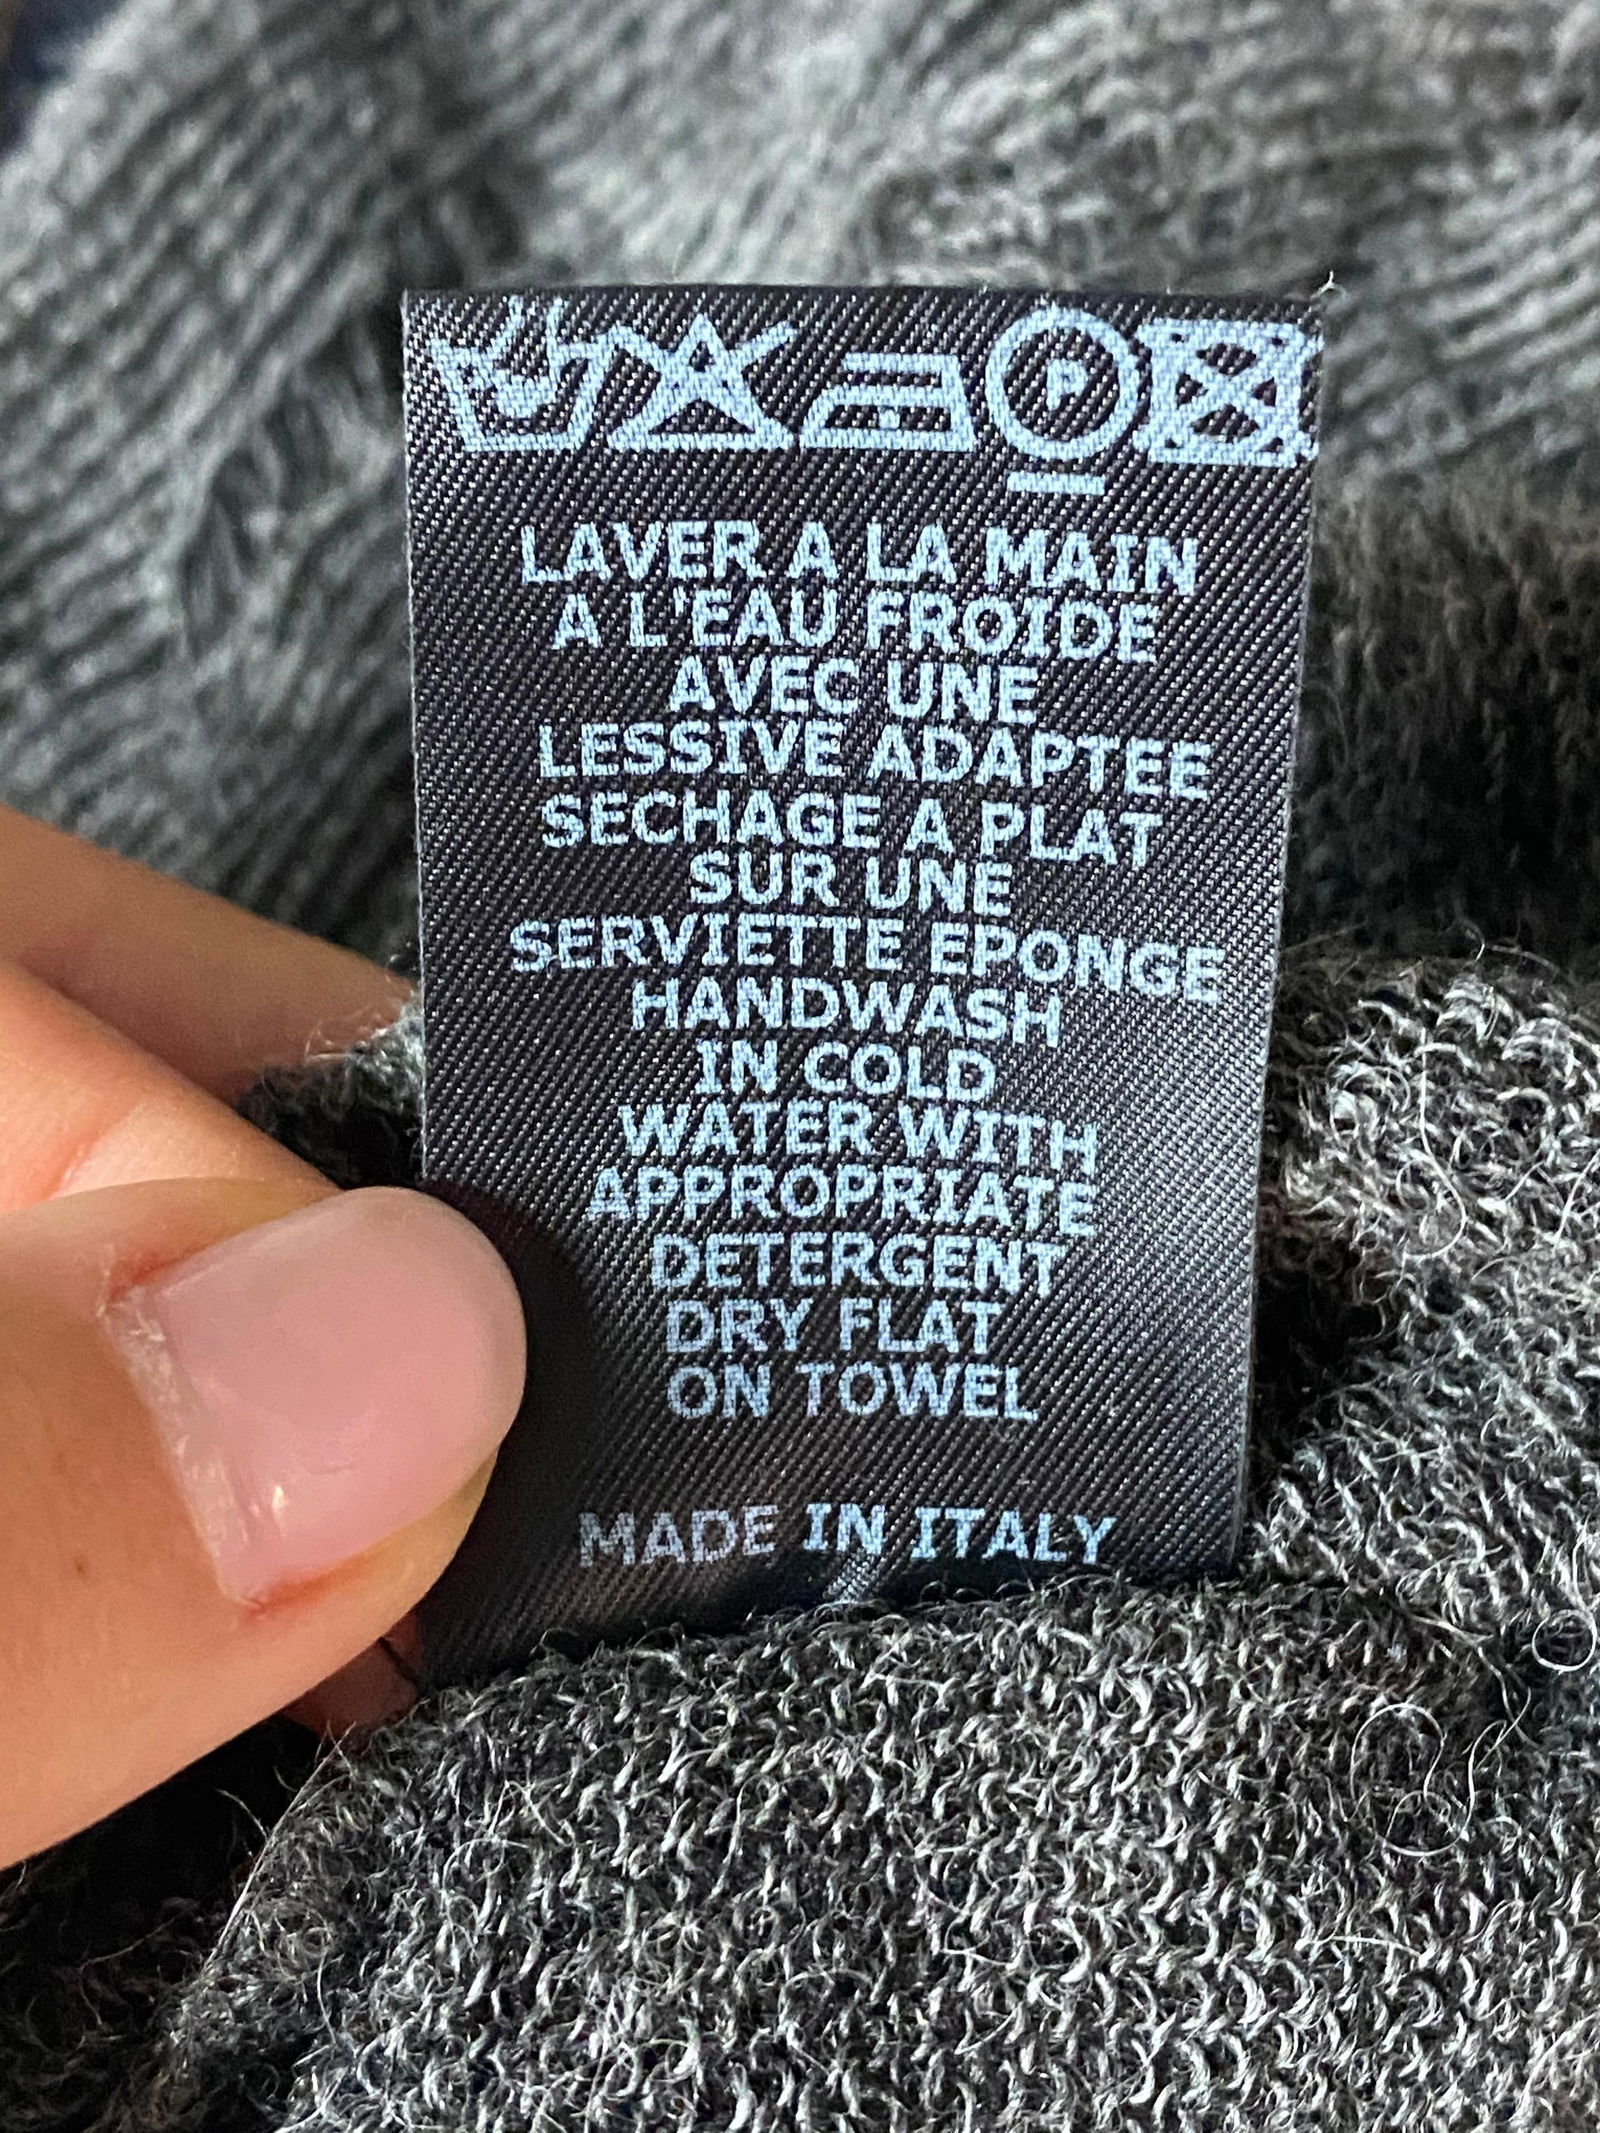 P
LAVER A LA MAIN
A L'EAU FROIDE
AVEC UNE
LESSIVE ADAPTEE
SECHAGE A PLAT
SUR UNE
SERVIETTE EPONGE
HANDWASH
IN COLD
WATER WITH
APPROPRIATE
DETERGENT
DRY FLAT
ON TOWEL
MADE IN ITALY